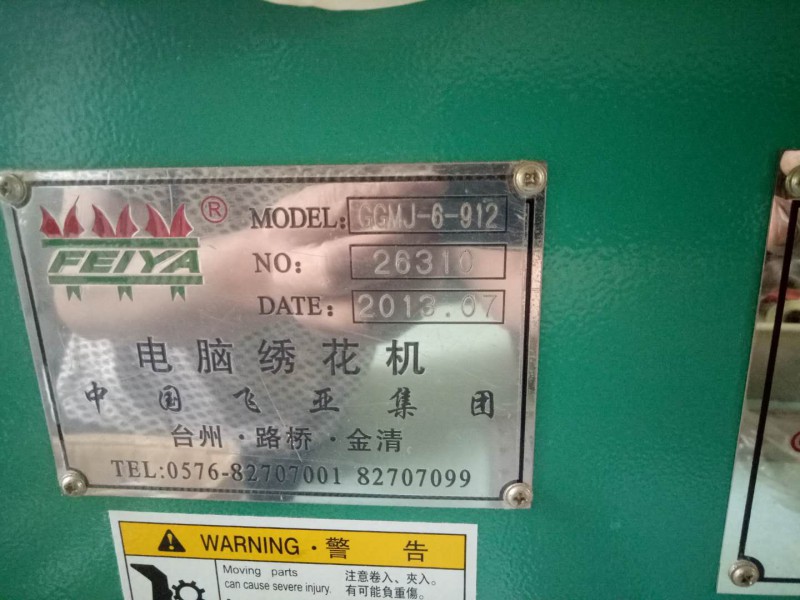 FEIYA ®
MODEL: GGMJ-6-912
NO: 26310
DATE: 2013.07
电脑绣花机
中国飞亚集团
台州·路桥·金清
TEL:0576-82707001 82707099
WARNING·警 告
Moving parts
can cause severe injury.
注意卷入、夾入。
有可能負重傷。